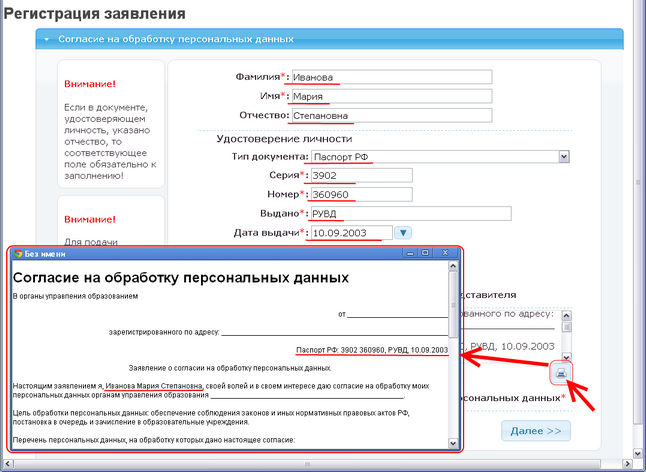 Регистрация заявления
Согласие на обработку персональных данных
Внимание!
Если в документе,
удостоверяющем
личность, указано
отчество, то
соответствующее
поле обязательно к
заполнению!
Внимание!
Для подачи
Фамилия*: Иванова
Имя*: Мария
Отчество: Степановна
Удостоверение личности
Тип документа: Паспорт РФ
Серия*: 3902
Номер*: 360960
Выдано*: РУВД
Дата выдачи*: 10.09.2003
Без имени
Согласие на обработку персональных данных
В органы управления образованием
от
зарегистрированного по адресу:
Паспорт РФ: 3902 360960, РУВД, 10.09.2003
Заявление о согласии на обработку персональных данных.
Настоящим заявлением я, Иванова Мария Степановна, своей волей и в своем интересе даю согласие на обработку моих
персональных данных органам управления образования
Цель обработки персональных данных: обеспечение соблюдения законов и иных нормативных правовых актов РФ,
постановка в очередь и зачисление в образовательные учреждения.
Перечень персональных данных, на обработку которых дано настоящее согласие:
дставителя
ованного по адресу:
, РУВД, 10.09.2003
рсональных данных*
Далее >>